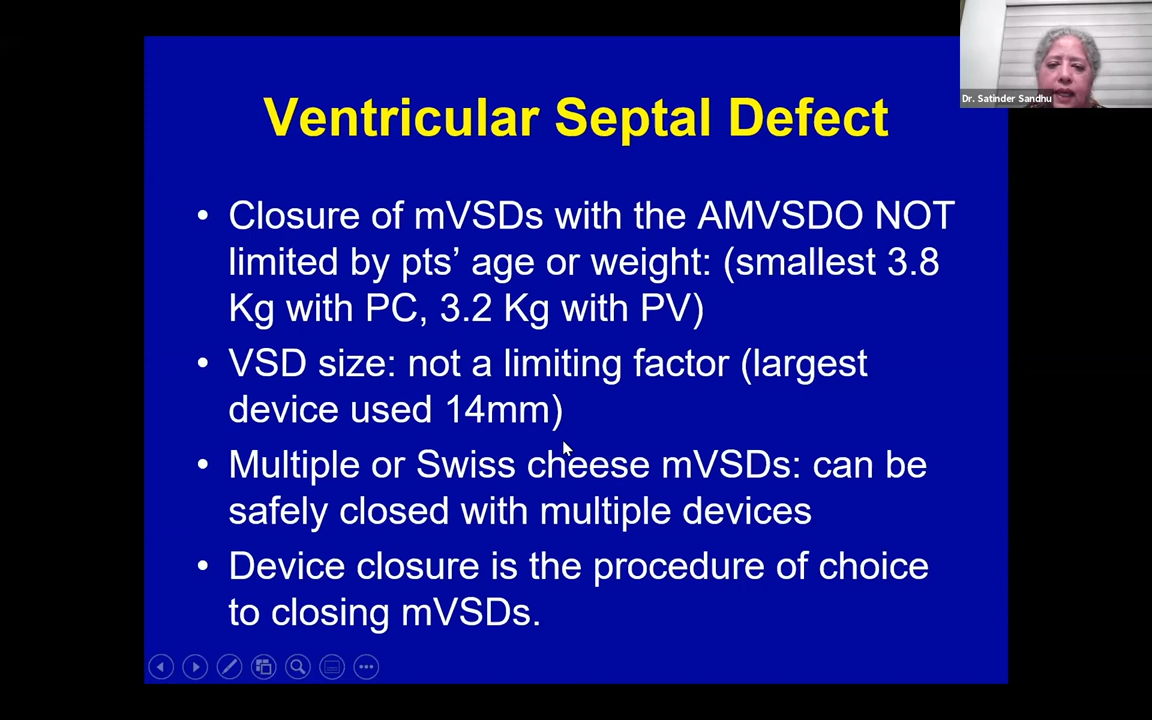 Dr. Satinder Sandhu
Ventricular Septal Defect
• Closure of mVSDs with the AMVSDO NOT
limited by pts’ age or weight: (smallest 3.8
Kg with PC, 3.2 Kg with PV)
• VSD size: not a limiting factor (largest
device used 14mm)
• Multiple or Swiss cheese mVSDs: can be
safely closed with multiple devices
• Device closure is the procedure of choice
to closing mVSDs.